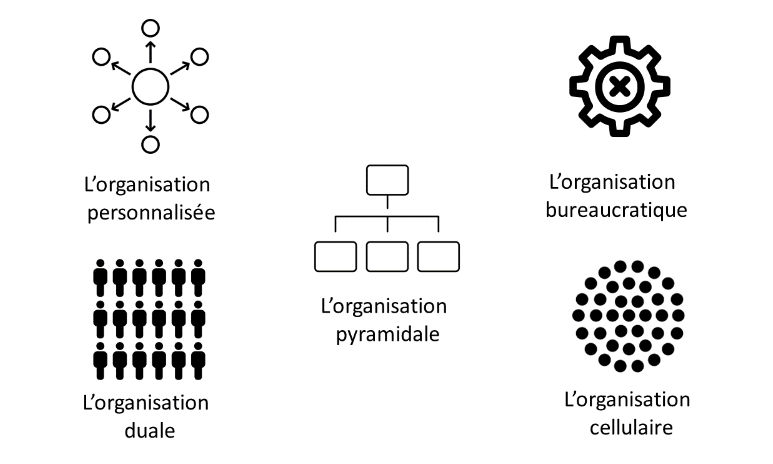 L'organisation
personnalisée
L'organisation
bureaucratique
L'organisation
pyramidale
L'organisation
duale
L'organisation
cellulaire